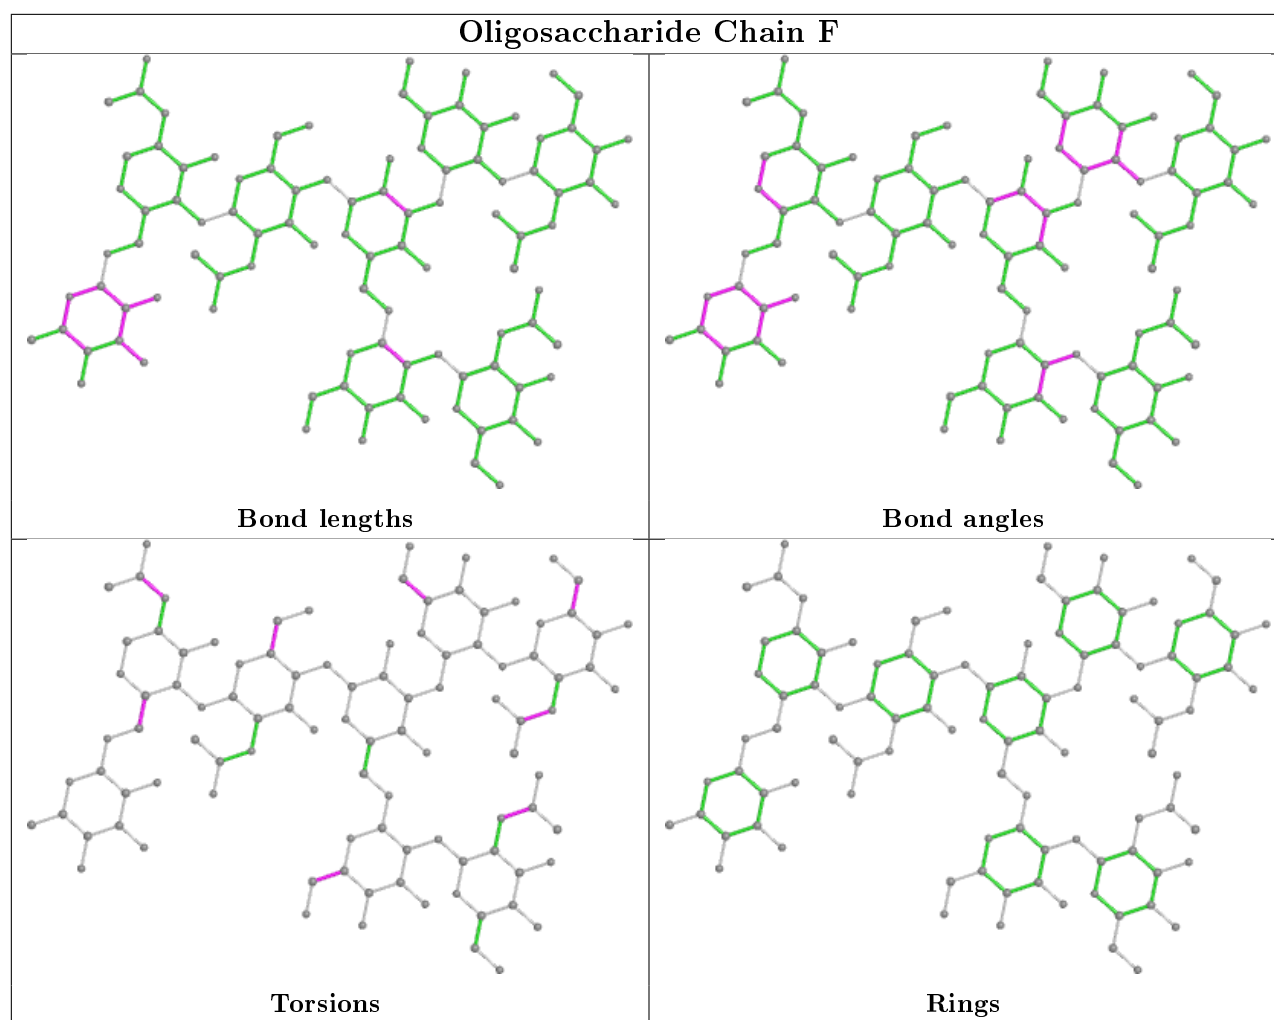 Oligosaccharide Chain F
Bond lengths
Bond angles
Torsions
Rings